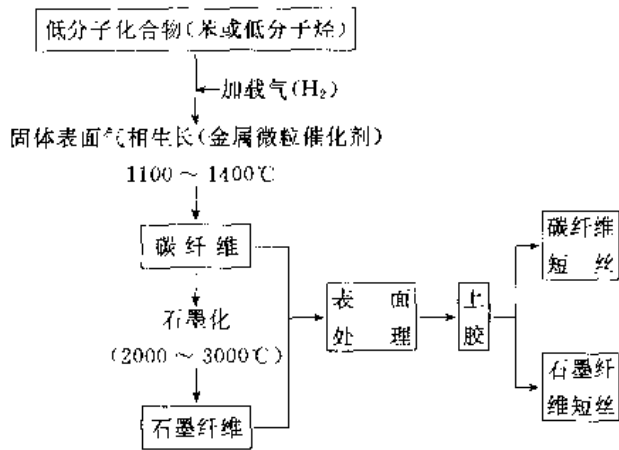 低分子化合物(苯或低分子烃)
加载气(H₂)
固体表面气相生长(金属微粒催化剂)
1100～1400℃
碳纤维
石墨化
(2000～3000℃)
石墨纤维
表 面
处 理
上
胶
碳纤维
短 丝
石墨纤
维短丝